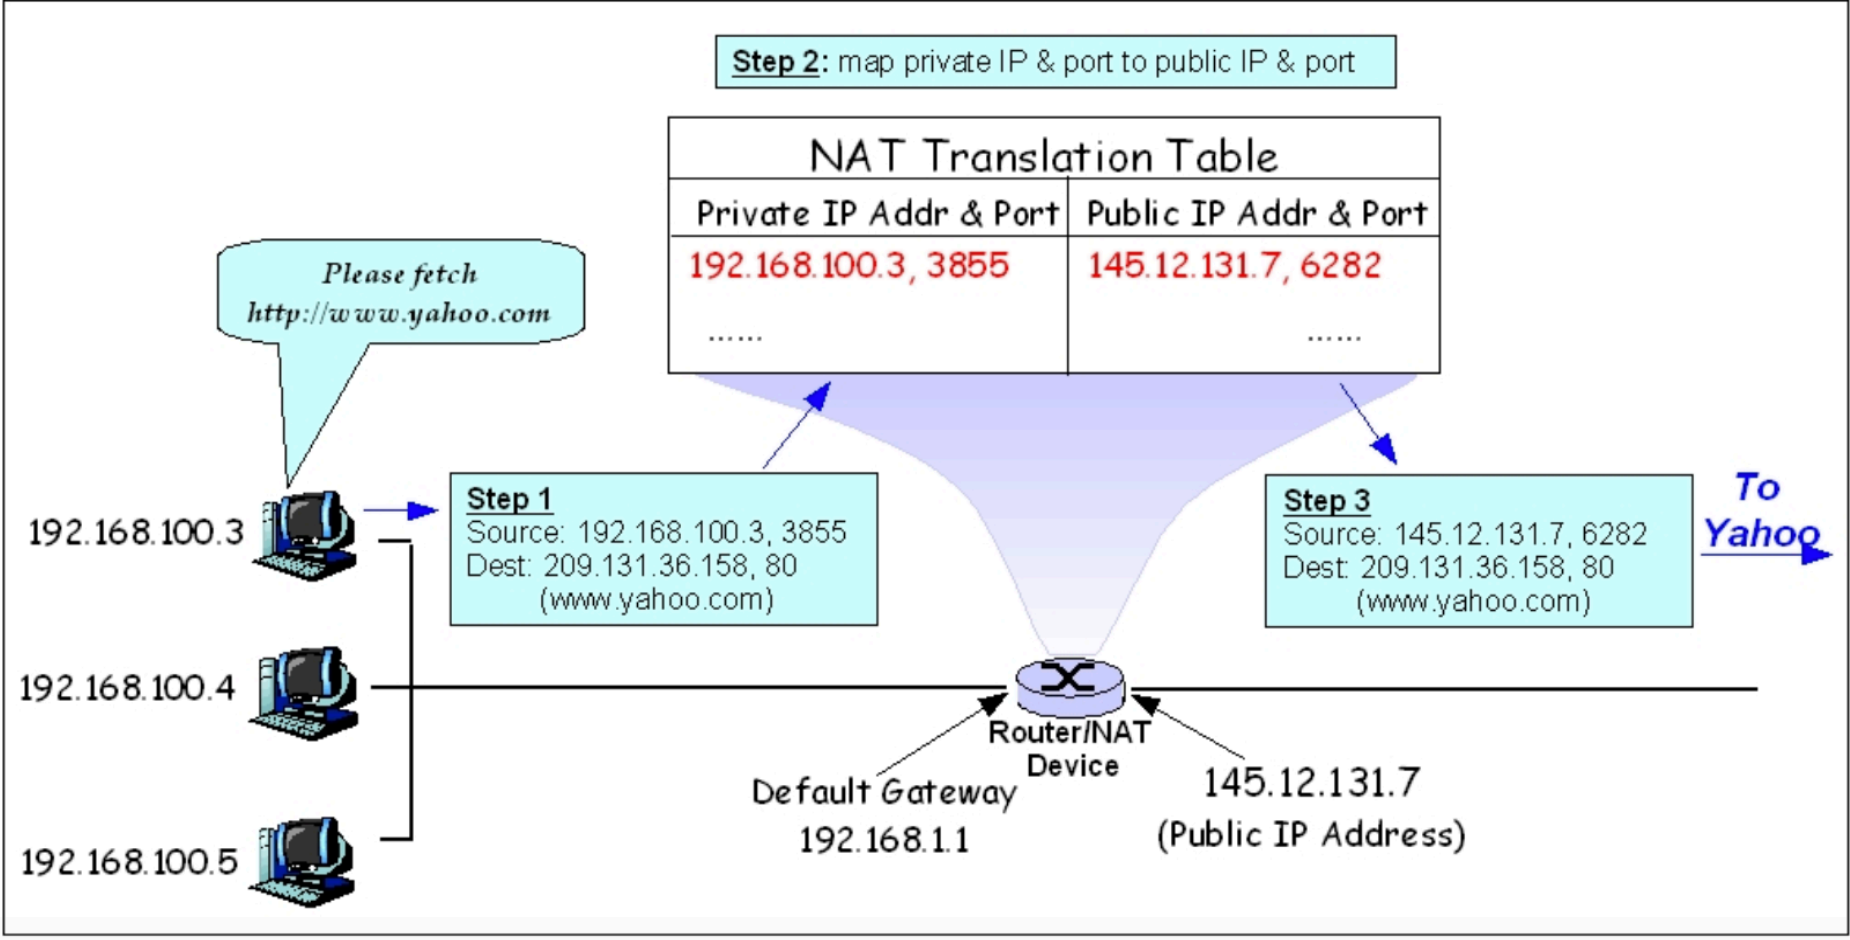 Step 2: map private IP & port to public IP & port
NAT Translation Table
Private IP Addr & Port
Public IP Addr & Port
192.168.100.3, 3855
145.12.131.7, 6282
......
......
Please fetch
http://www.yahoo.com
192.168.100.3
Step 1
Source: 192.168.100.3, 3855
Dest: 209.131.36.158, 80
(www.yahoo.com)
Step 3
Source: 145.12.131.7, 6282
Dest: 209.131.36.158, 80
(www.yahoo.com)
To
Yahoo
192.168.100.4
Router/NAT
Device
Default Gateway
192.168.1.1
145.12.131.7
(Public IP Address)
192.168.100.5